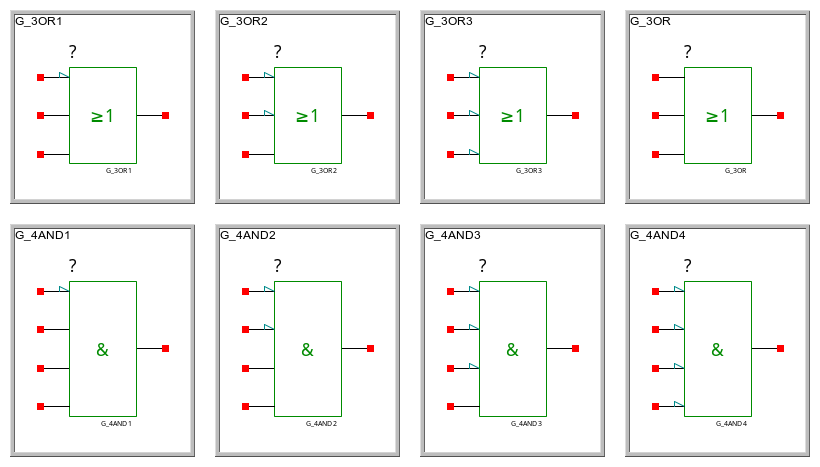 G_3OR1
?
≥1
G_3OR1
G_3OR2
?
≥1
G_3OR2
G_3OR3
?
≥1
G_3OR3
G_3OR
?
≥1
G_3OR
G_4AND1
?
&
G_4AND1
G_4AND2
?
&
G_4AND2
G_4AND3
?
&
G_4AND3
G_4AND4
?
&
G_4AND4